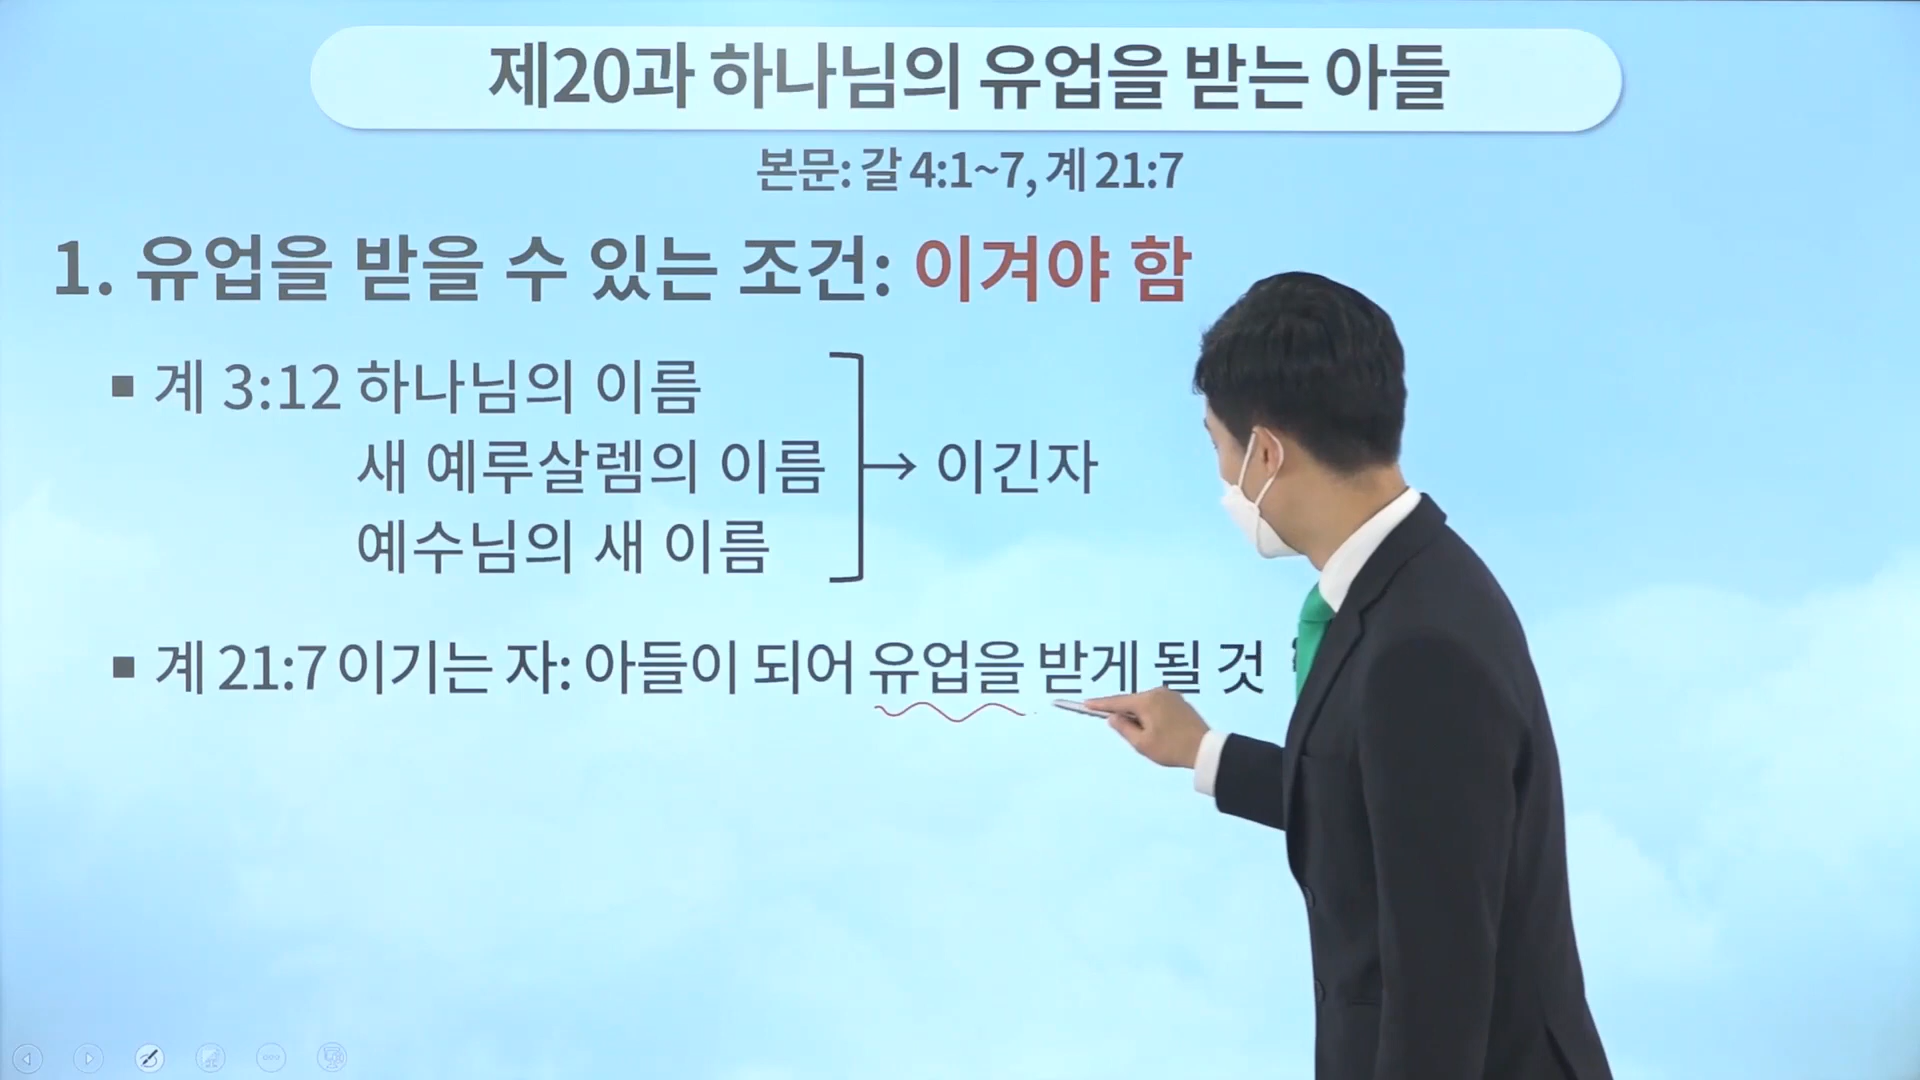 제20과 하나님의 유업을 받는 아들
본문: 갈 4:1~7, 계 21:7
1. 유업을 받을 수 있는 조건: 이겨야 함
▪ 계 3:12 하나님의 이름
새 예루살렘의 이름 → 이긴자
예수님의 새 이름
▪ 계 21:7 이기는 자: 아들이 되어 유업을 받게 될 것